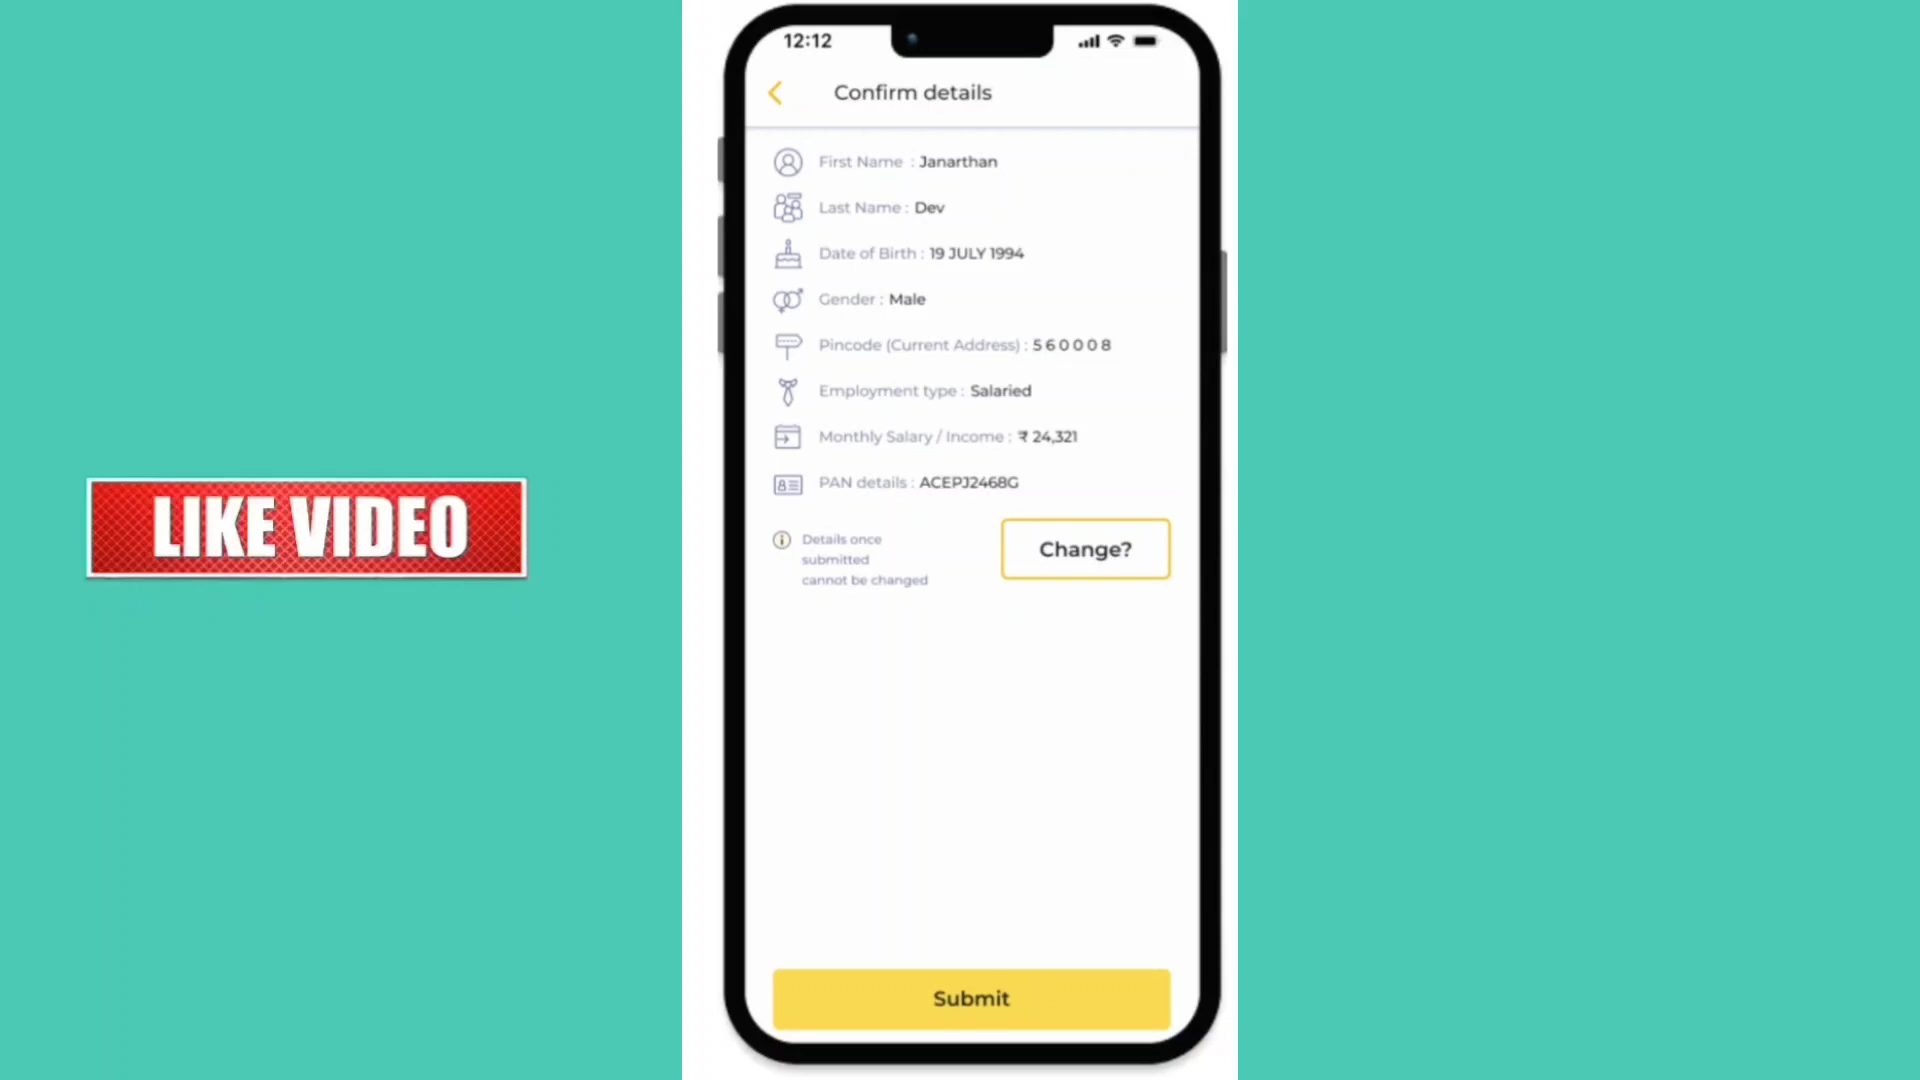 12:12
Confirm details
First Name : Janarthan
Last Name : Dev
Date of Birth : 19 JULY 1994
Gender : Male
Pincode (Current Address) : 5 6 0 0 0 8
Employment type : Salaried
Monthly Salary / Income : ₹ 24,321
PAN details : ACEPJ2468G
Details once
submitted
cannot be changed
Change?
LIKE VIDEO
Submit